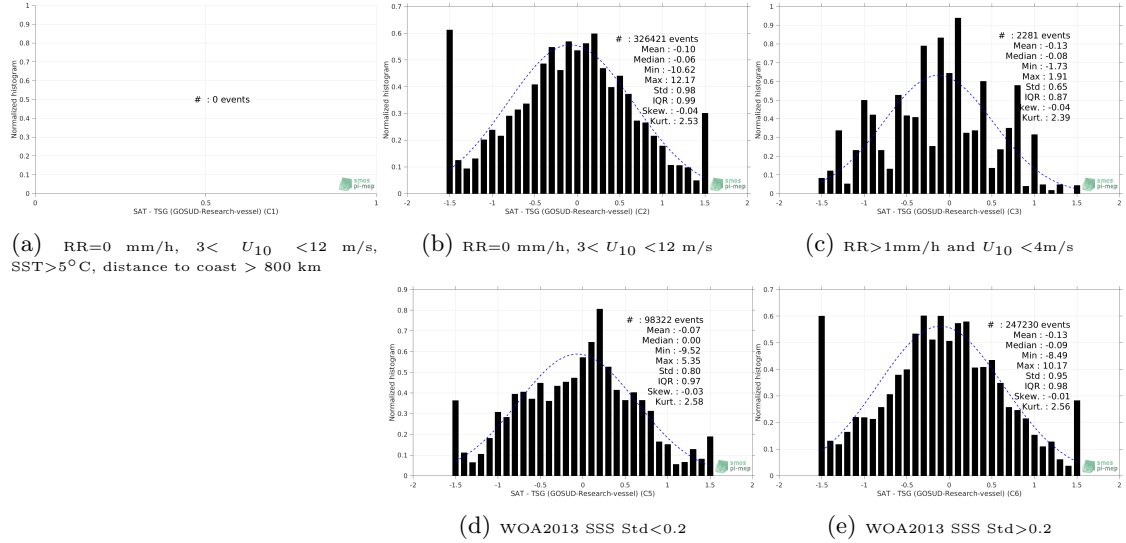 1
0.9
0.8
0.7
0.6
0.5
0.4
0.3
0.2
0.1
0
Normalized histogram
# : 0 events
0 0.5 1
SAT - TSG (GOSUD-Research-vessel) (C1)
smos
pi-mep
(a) RR=0 mm/h, 3< U10 <12 m/s,
SST>5°C, distance to coast > 800 km
0.7
0.6
0.5
0.4
0.3
0.2
0.1
0
Normalized histogram
# : 326421 events
Mean : -0.10
Median : -0.06
Min : -10.62
Max : 12.17
Std : 0.98
IQR : 0.99
Skew. : -0.04
Kurt. : 2.53
-2 -1.5 -1 -0.5 0 0.5 1 1.5 2
SAT - TSG (GOSUD-Research-vessel) (C2)
smos
pi-mep
(b) RR=0 mm/h, 3< U10 <12 m/s
1
0.9
0.8
0.7
0.6
0.5
0.4
0.3
0.2
0.1
0
Normalized histogram
# : 2281 events
Mean : -0.13
Median : -0.08
Min : -1.73
Max : 1.91
Std : 0.65
IQR : 0.87
Skew. : -0.04
Kurt. : 2.39
-2 -1.5 -1 -0.5 0 0.5 1 1.5 2
SAT - TSG (GOSUD-Research-vessel) (C3)
smos
pi-mep
(c) RR>1mm/h and U10 <4m/s
0.9
0.8
0.7
0.6
0.5
0.4
0.3
0.2
0.1
0
Normalized histogram
# : 98322 events
Mean : -0.07
Median : 0.00
Min : -9.52
Max : 5.35
Std : 0.80
IQR : 0.97
Skew. : -0.03
Kurt. : 2.58
-2 -1.5 -1 -0.5 0 0.5 1 1.5 2
SAT - TSG (GOSUD-Research-vessel) (C5)
smos
pi-mep
(d) WOA2013 SSS Std<0.2
0.7
0.6
0.5
0.4
0.3
0.2
0.1
0
Normalized histogram
# : 247230 events
Mean : -0.13
Median : -0.09
Min : -8.49
Max : 10.17
Std : 0.95
IQR : 0.98
Skew. : -0.01
Kurt. : 2.56
-2 -1.5 -1 -0.5 0 0.5 1 1.5 2
SAT - TSG (GOSUD-Research-vessel) (C6)
smos
pi-mep
(e) WOA2013 SSS Std>0.2